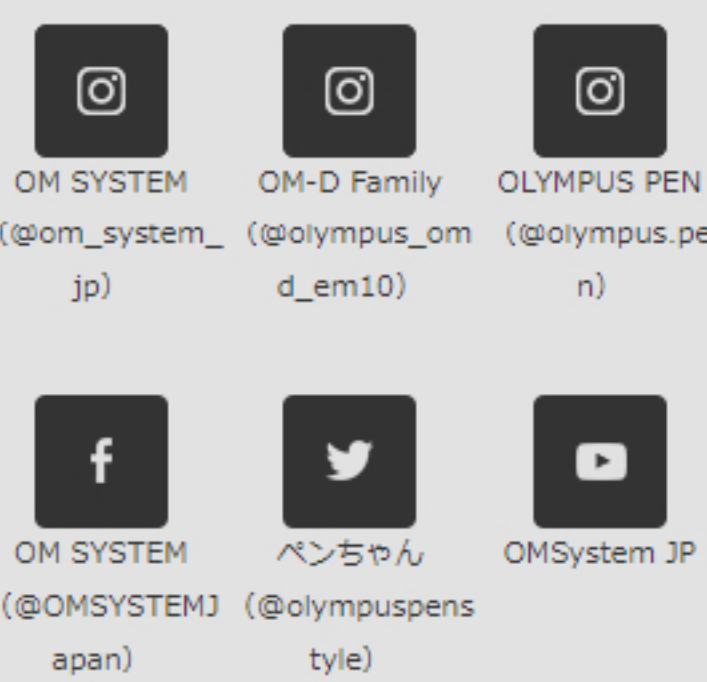 OM SYSTEM
(@om_system_
jp)
OM-D Family
(@olympus_om
d_em10)
OLYMPUS PEN
(@olympus.pe
n)
OM SYSTEM
(@OMSYSTEMJ
apan)
ペンちゃん
(@olympuspens
tyle)
OMSystem JP